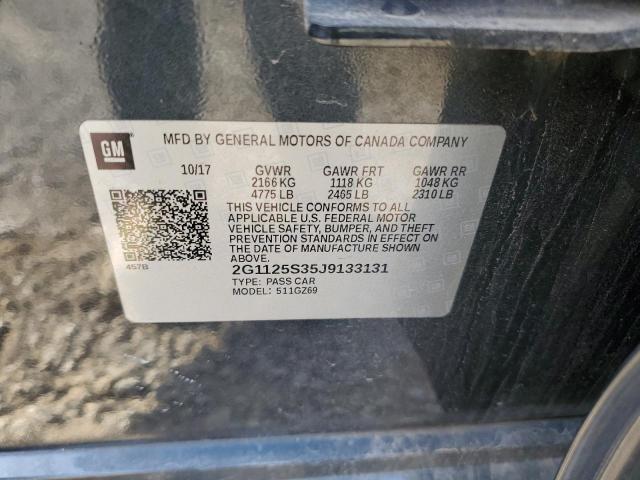 GM
MFD BY GENERAL MOTORS OF CANADA COMPANY
10/17 GVWR GAWR FRT GAWR RR
2166 KG 1118 KG 1048 KG
4775 LB 2465 LB 2310 LB
THIS VEHICLE CONFORMS TO ALL
APPLICABLE U.S. FEDERAL MOTOR
VEHICLE SAFETY, BUMPER, AND THEFT
PREVENTION STANDARDS IN EFFECT ON
THE DATE OF MANUFACTURE SHOWN
ABOVE.
457B
2G1125S35J9133131
TYPE: PASS CAR
MODEL: 511GZ69